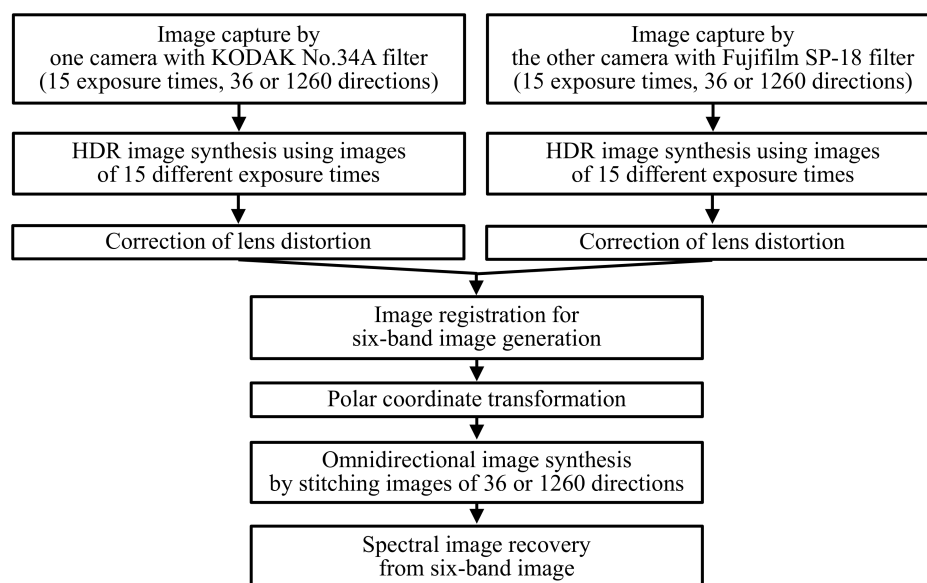 Image capture by
one camera with KODAK No.34A filter
(15 exposure times, 36 or 1260 directions)
Image capture by
the other camera with Fujifilm SP-18 filter
(15 exposure times, 36 or 1260 directions)
HDR image synthesis using images
of 15 different exposure times
HDR image synthesis using images
of 15 different exposure times
Correction of lens distortion
Correction of lens distortion
Image registration for
six-band image generation
Polar coordinate transformation
Omnidirectional image synthesis
by stitching images of 36 or 1260 directions
Spectral image recovery
from six-band image